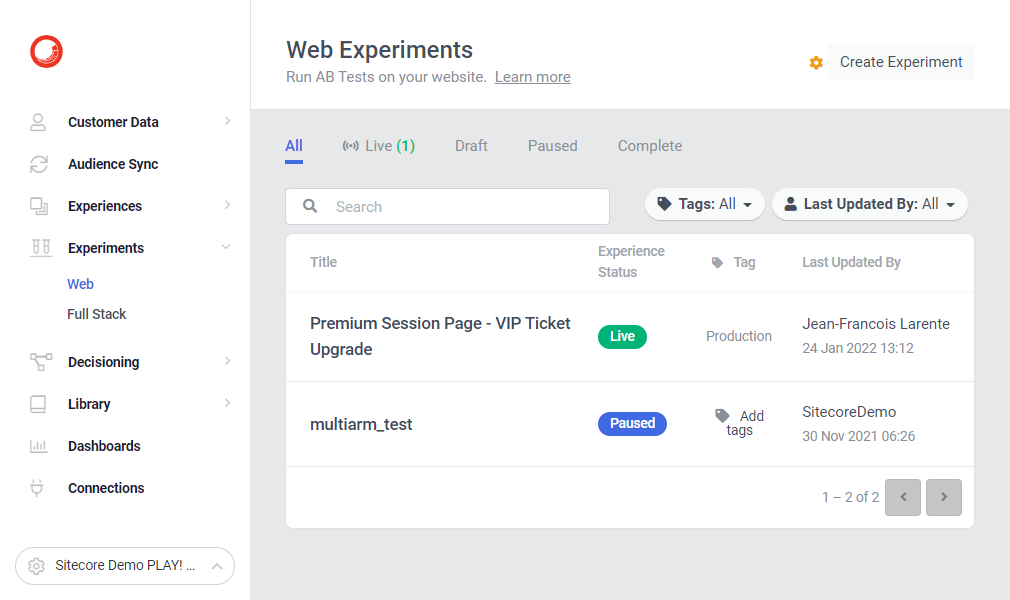 Customer Data
Audience Sync
Experiences
Experiments
Web
Full Stack
Decisioning
Library
Dashboards
Connections
Sitecore Demo PLAY! ...
Web Experiments
Run AB Tests on your website. Learn more
Create Experiment
All Live (1) Draft Paused Complete
Search
Tags: All
Last Updated By: All
Title
Experience
Status
Tag
Last Updated By
Premium Session Page - VIP Ticket
Upgrade
Live
Production
Jean-Francois Larente
24 Jan 2022 13:12
multiarm_test
Paused
Add
tags
SitecoreDemo
30 Nov 2021 06:26
1 – 2 of 2